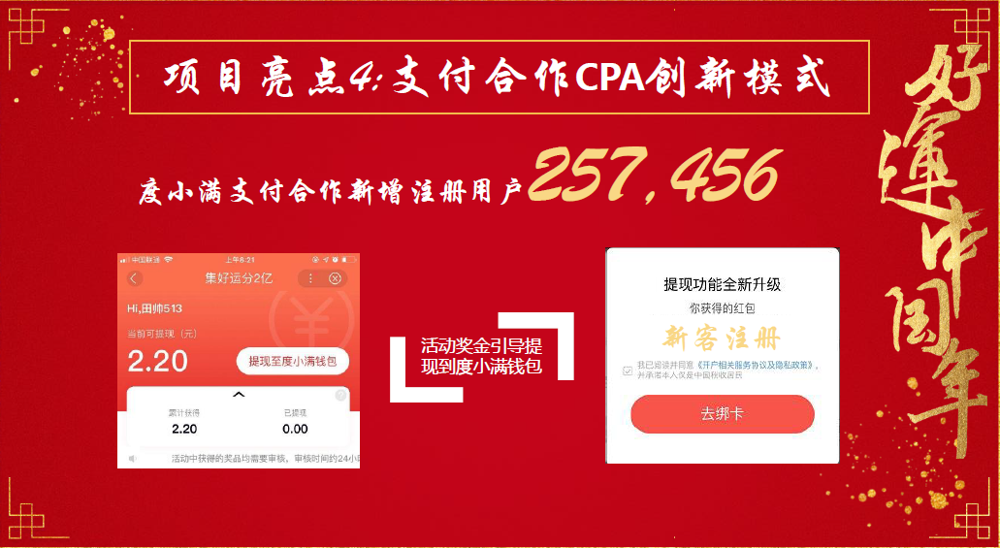 项目亮点4:支付合作CPA创新模式
好運中国年
度小满支付合作新增注册用户257,456
中国联通
上午8:21
集好运分2亿
Hi,田帅513
当前可提现（元）
2.20
提现至度小满钱包
累计获得
已提现
2.20
0.00
活动中获得的奖品均需要审核，审核时间约24小时
活动奖金引导提
现到度小满钱包
提现功能全新升级
你获得的红包
新客注册
我已阅读并同意《开户相关服务协议及隐私政策》，
并承诺本人仅是中国税收居民
去绑卡